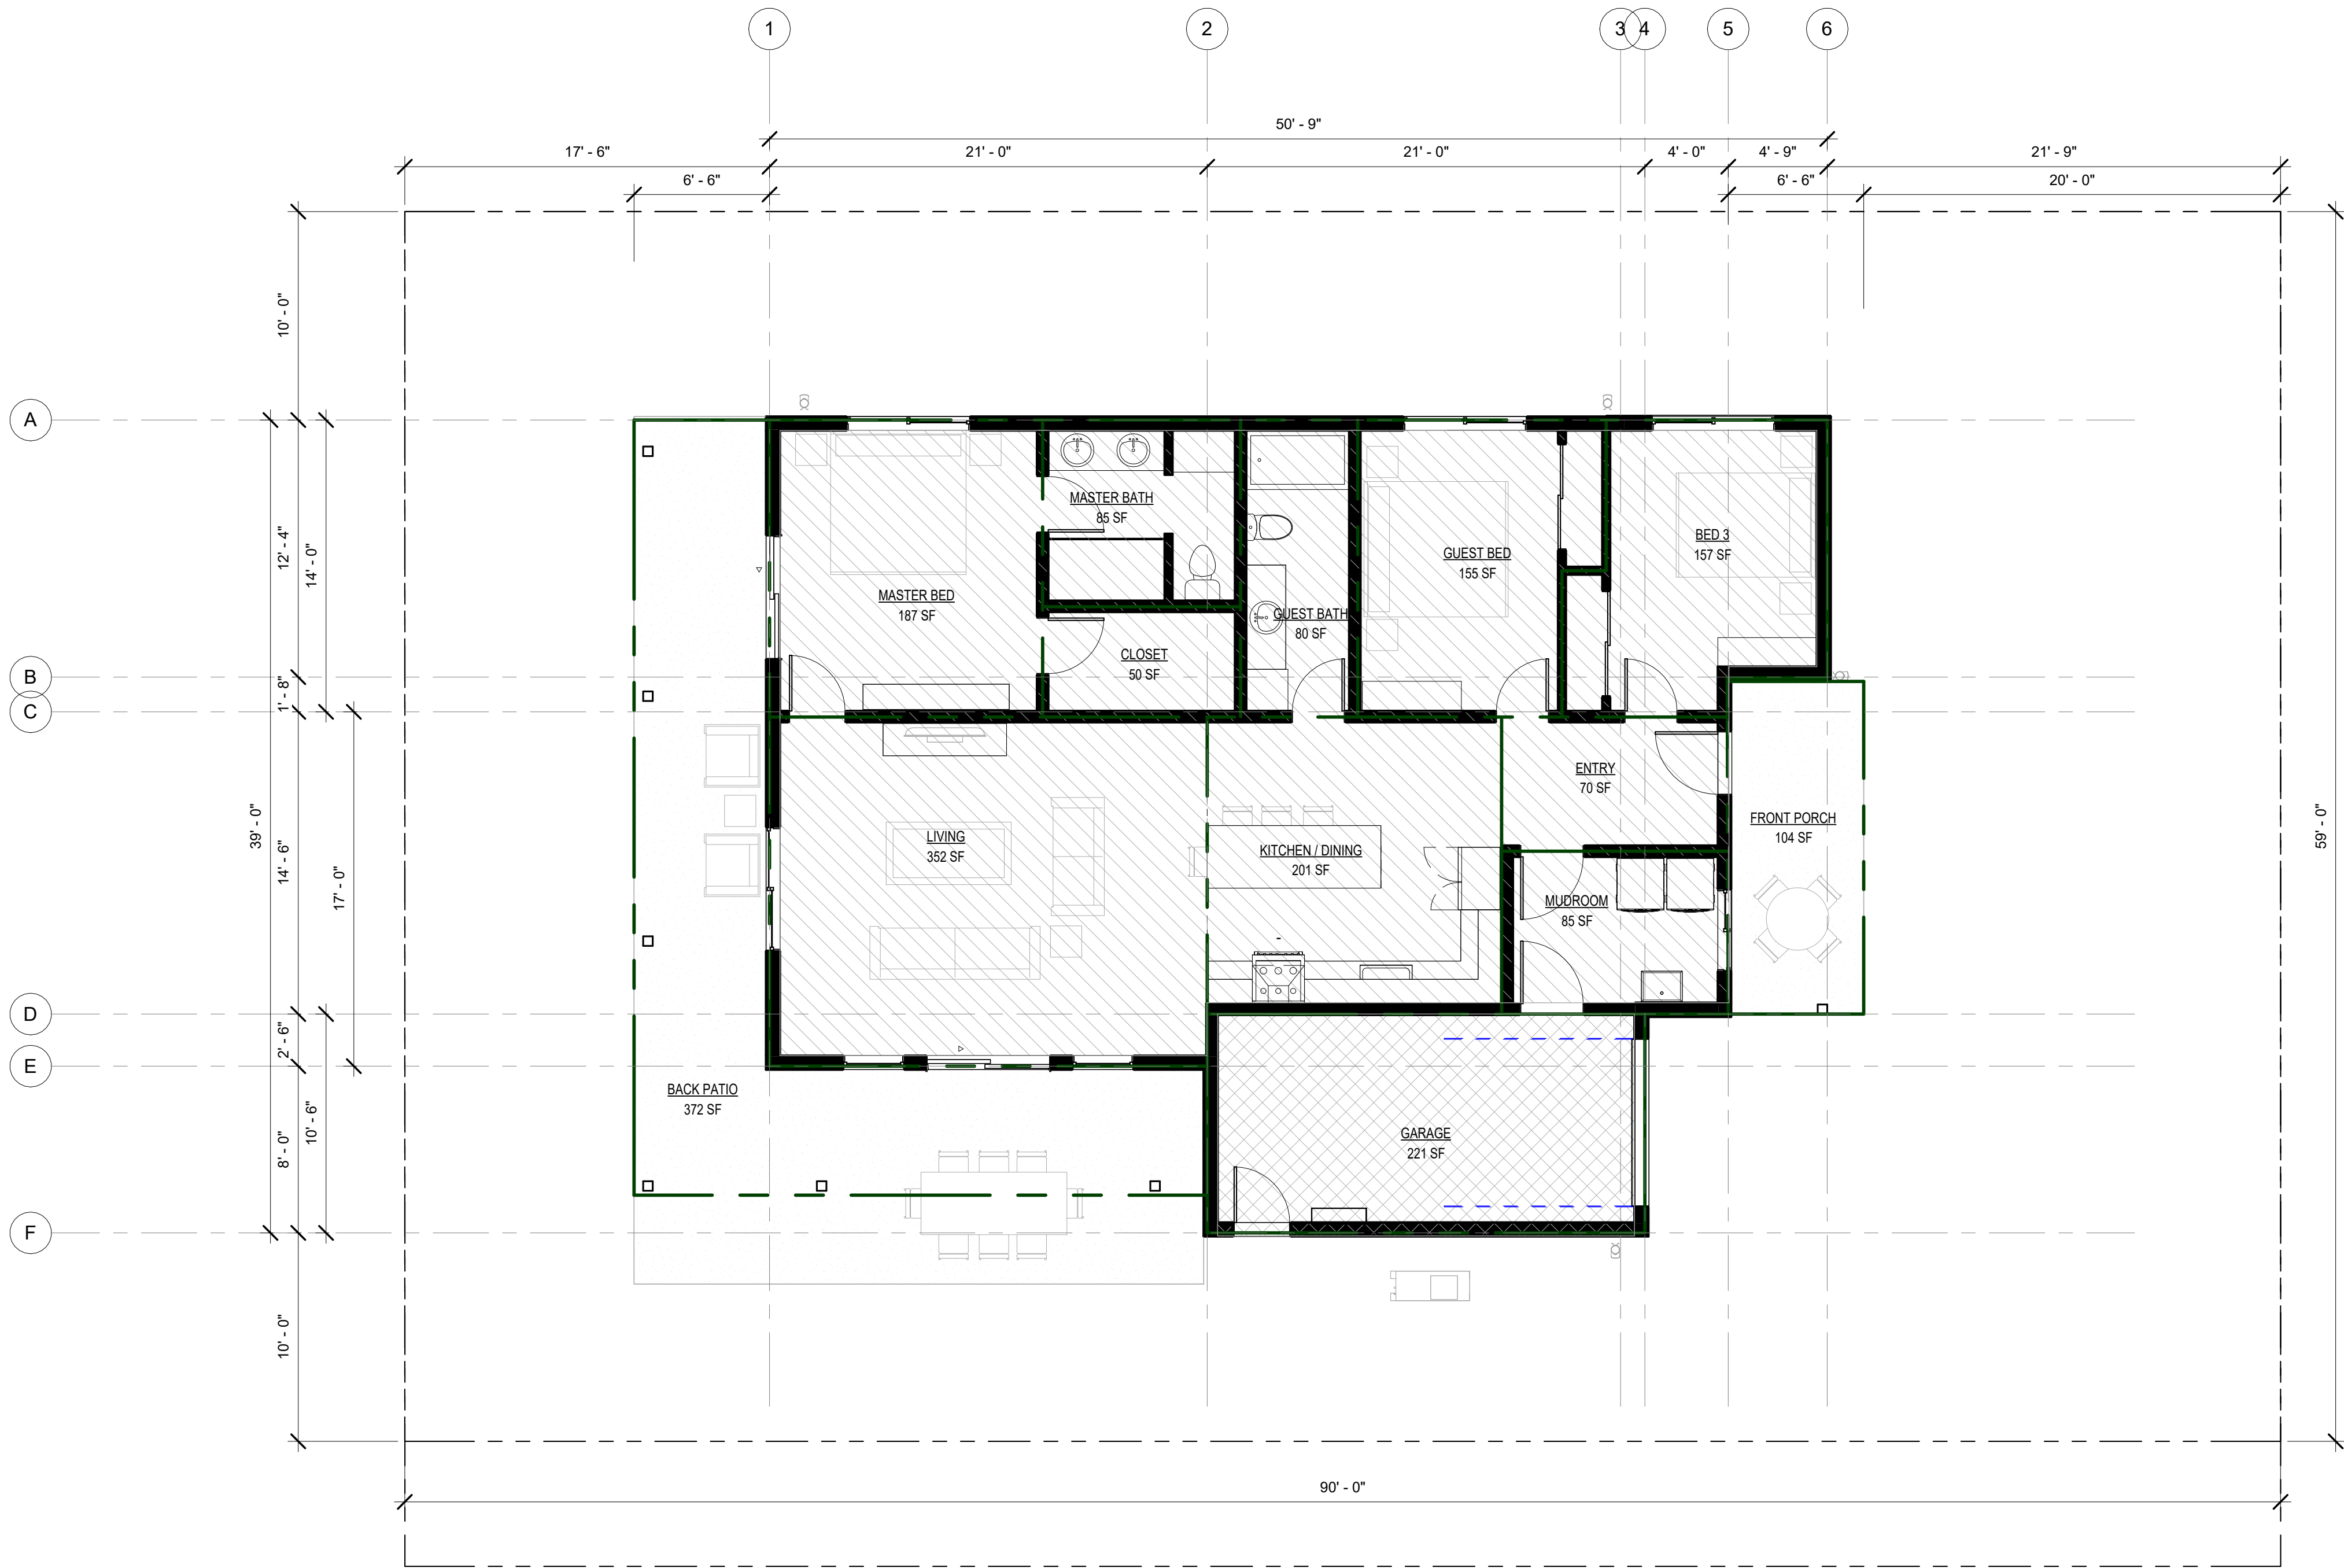 1
2
3
4
5
6
50' - 9"
17' - 6"
21' - 0"
21' - 0"
4' - 0"
4' - 9"
21' - 9"
6' - 6"
6' - 6"
20' - 0"
10' - 0"
A
12' - 4"
14' - 0"
MASTER BATH
85 SF
GUEST BED
155 SF
BED 3
157 SF
MASTER BED
187 SF
GUEST BATH
80 SF
CLOSET
50 SF
B
1' - 8"
C
ENTRY
70 SF
FRONT PORCH
104 SF
LIVING
352 SF
KITCHEN / DINING
201 SF
39' - 0"
14' - 6"
17' - 0"
59' - 0"
MUDROOM
85 SF
D
2' - 6"
E
BACK PATIO
372 SF
8' - 0"
10' - 6"
GARAGE
221 SF
F
10' - 0"
90' - 0"